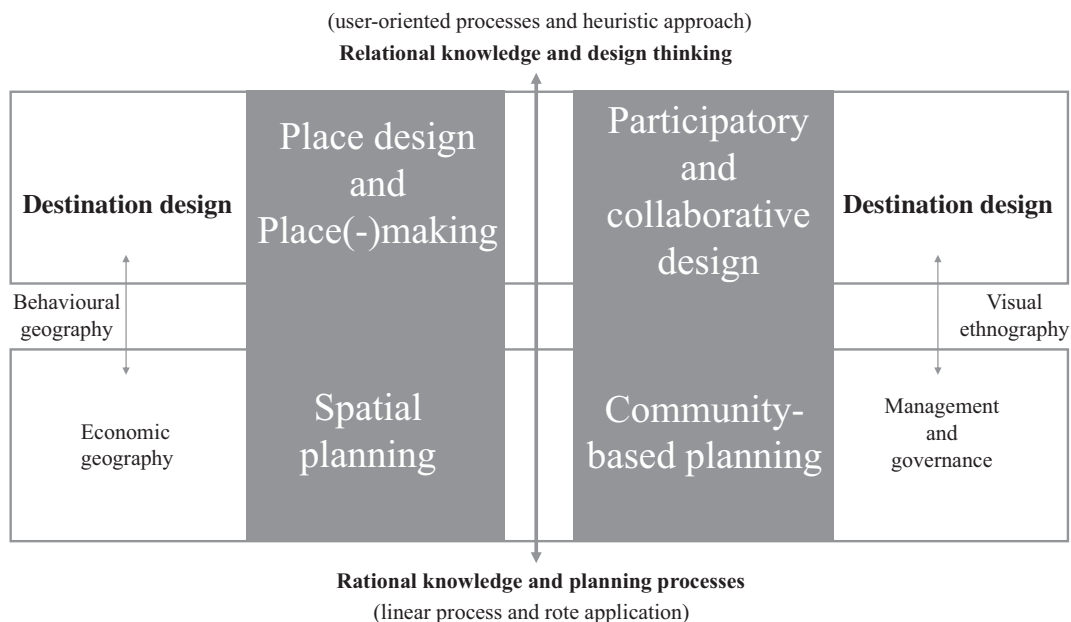 (user-oriented processes and heuristic approach)
Relational knowledge and design thinking
Destination design
Place design
and
Place(-)making
Participatory
and
collaborative
design
Destination design
Behavioural
geography
Visual
ethnography
Economic
geography
Spatial
planning
Community-
based planning
Management
and
governance
Rational knowledge and planning processes
(linear process and rote application)